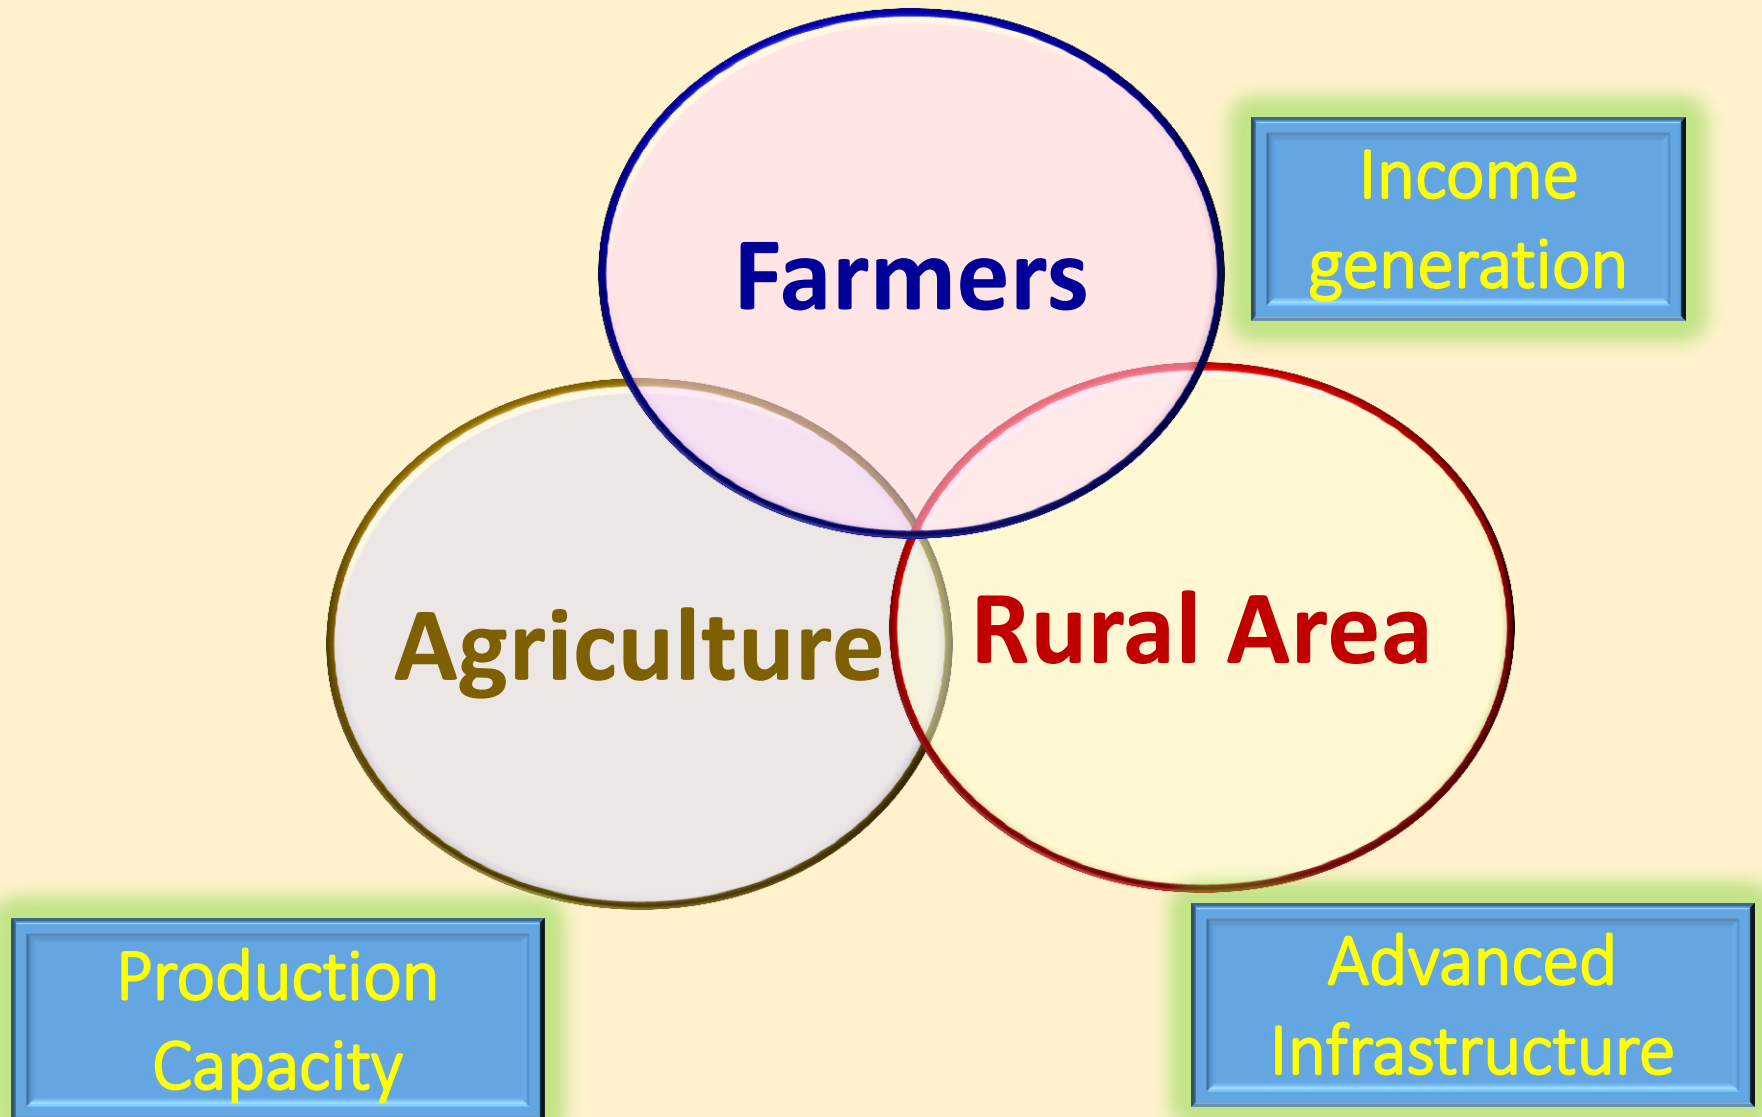 Farmers
Income
generation
Agriculture
Rural Area
Production
Capacity
Advanced
Infrastructure